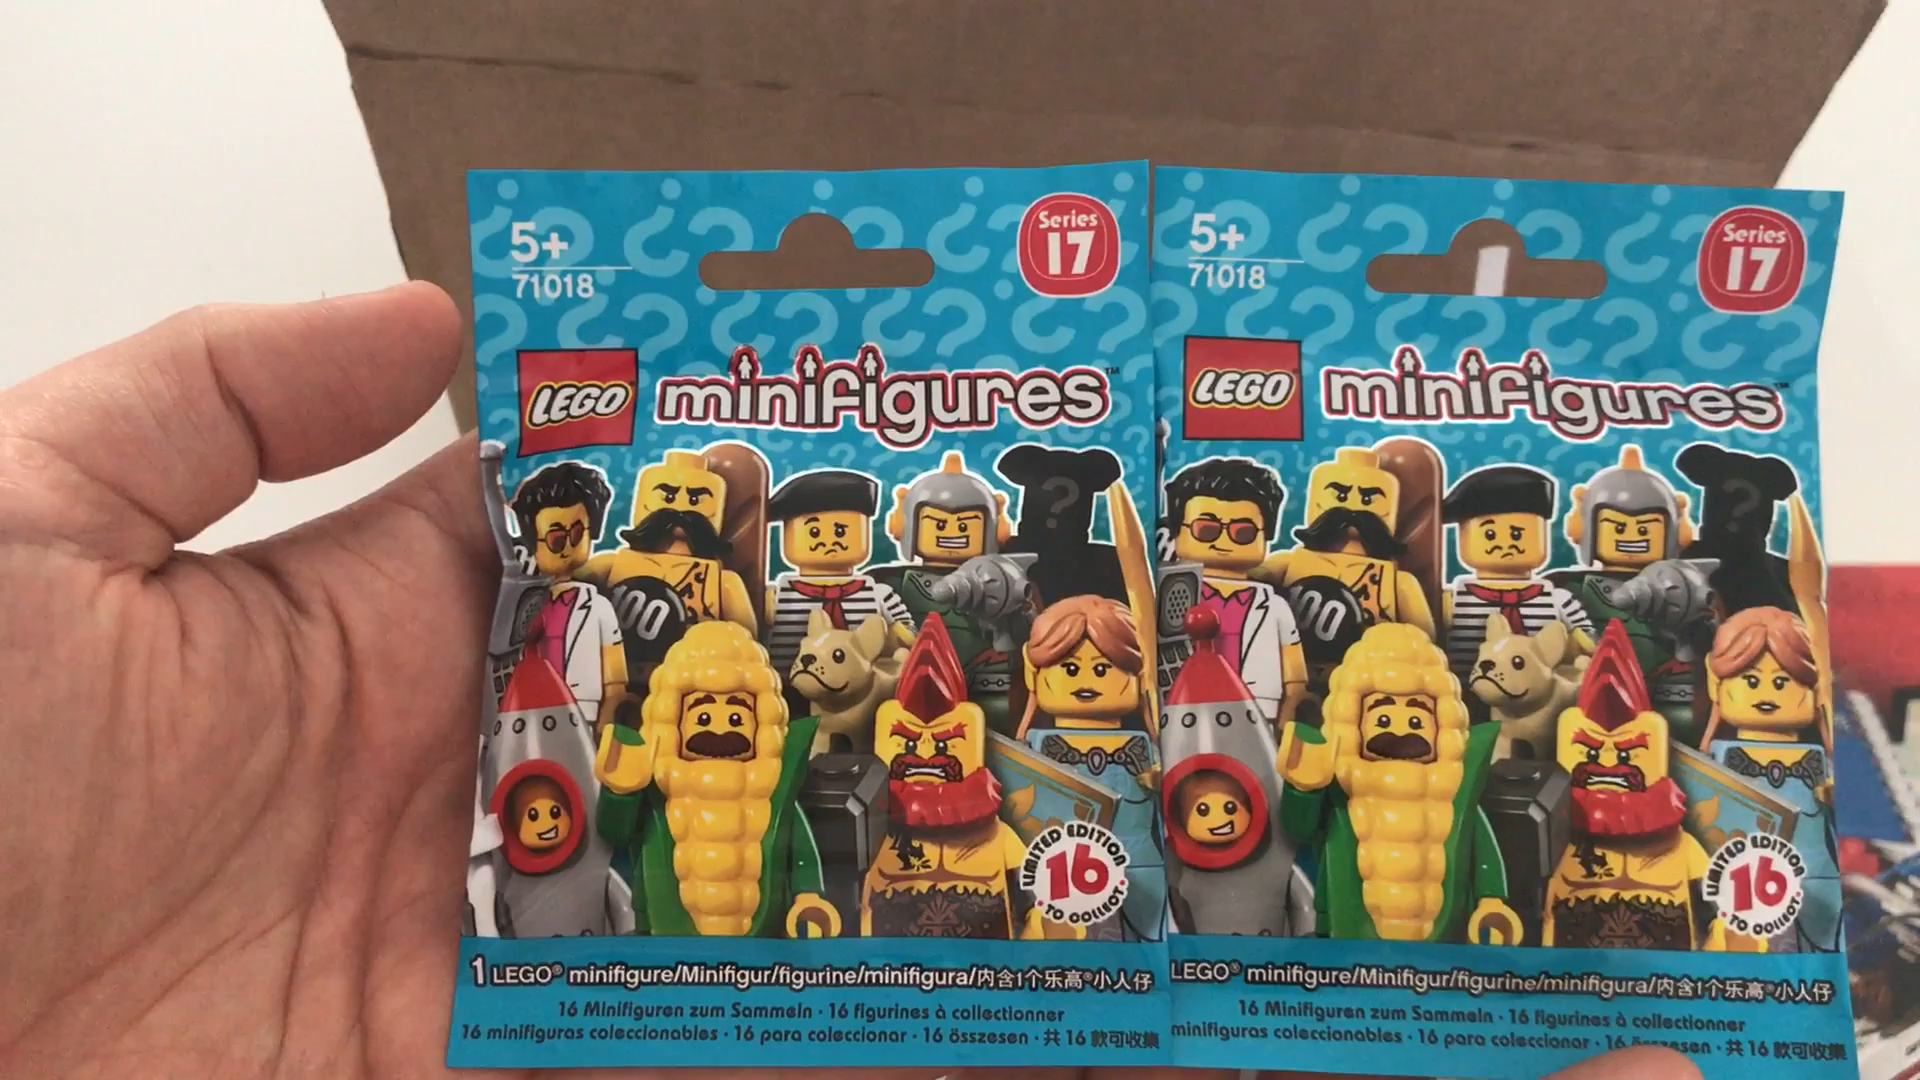 5+
71018
Series
17
LEGO
minifigures™
100
?
LIMITED EDITION
16
TO COLLECT
1 LEGO® minifigure/Minifigur/figurine/minifigura/内含1个乐高®小人仔
16 Minifiguren zum Sammeln · 16 figurines à collectionner
16 minifiguras coleccionables · 16 para coleccionar · 16 összesen · 共 16 款可收集
5+
71018
Series
17
LEGO
minifigures™
100
?
LIMITED EDITION
16
TO COLLECT
LEGO® minifigure/Minifigur/figurine/minifigura/内含1个乐高®小人仔
16 Minifiguren zum Sammeln · 16 figurines à collectionner
minifiguras coleccionables · 16 para coleccionar · 16 összesen · 共 16 款可收集